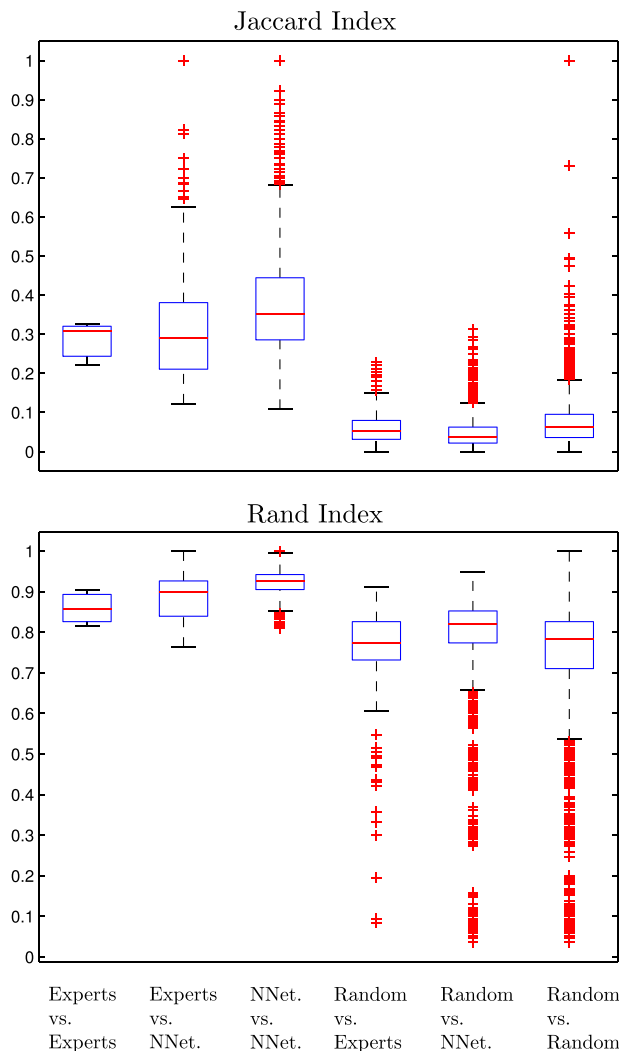 Jaccard Index
1
0.9
0.8
0.7
0.6
0.5
0.4
0.3
0.2
0.1
0
Rand Index
1
0.9
0.8
0.7
0.6
0.5
0.4
0.3
0.2
0.1
0
Experts vs. Experts
Experts vs. NNet.
NNet. vs. NNet.
Random vs. Experts
Random vs. NNet.
Random vs. Random